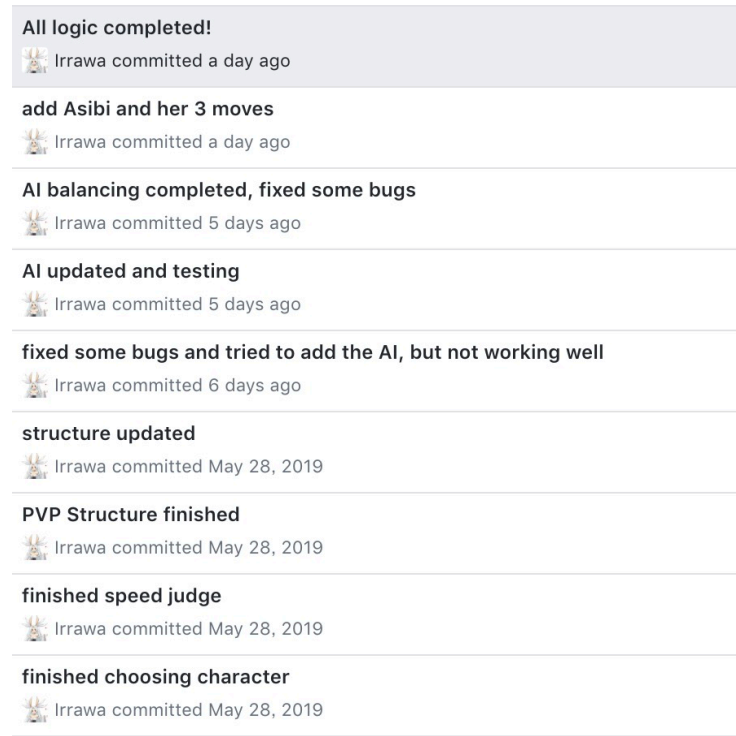 All logic completed!
Irrawa committed a day ago
add Asibi and her 3 moves
Irrawa committed a day ago
AI balancing completed, fixed some bugs
Irrawa committed 5 days ago
AI updated and testing
Irrawa committed 5 days ago
fixed some bugs and tried to add the AI, but not working well
Irrawa committed 6 days ago
structure updated
Irrawa committed May 28, 2019
PVP Structure finished
Irrawa committed May 28, 2019
finished speed judge
Irrawa committed May 28, 2019
finished choosing character
Irrawa committed May 28, 2019